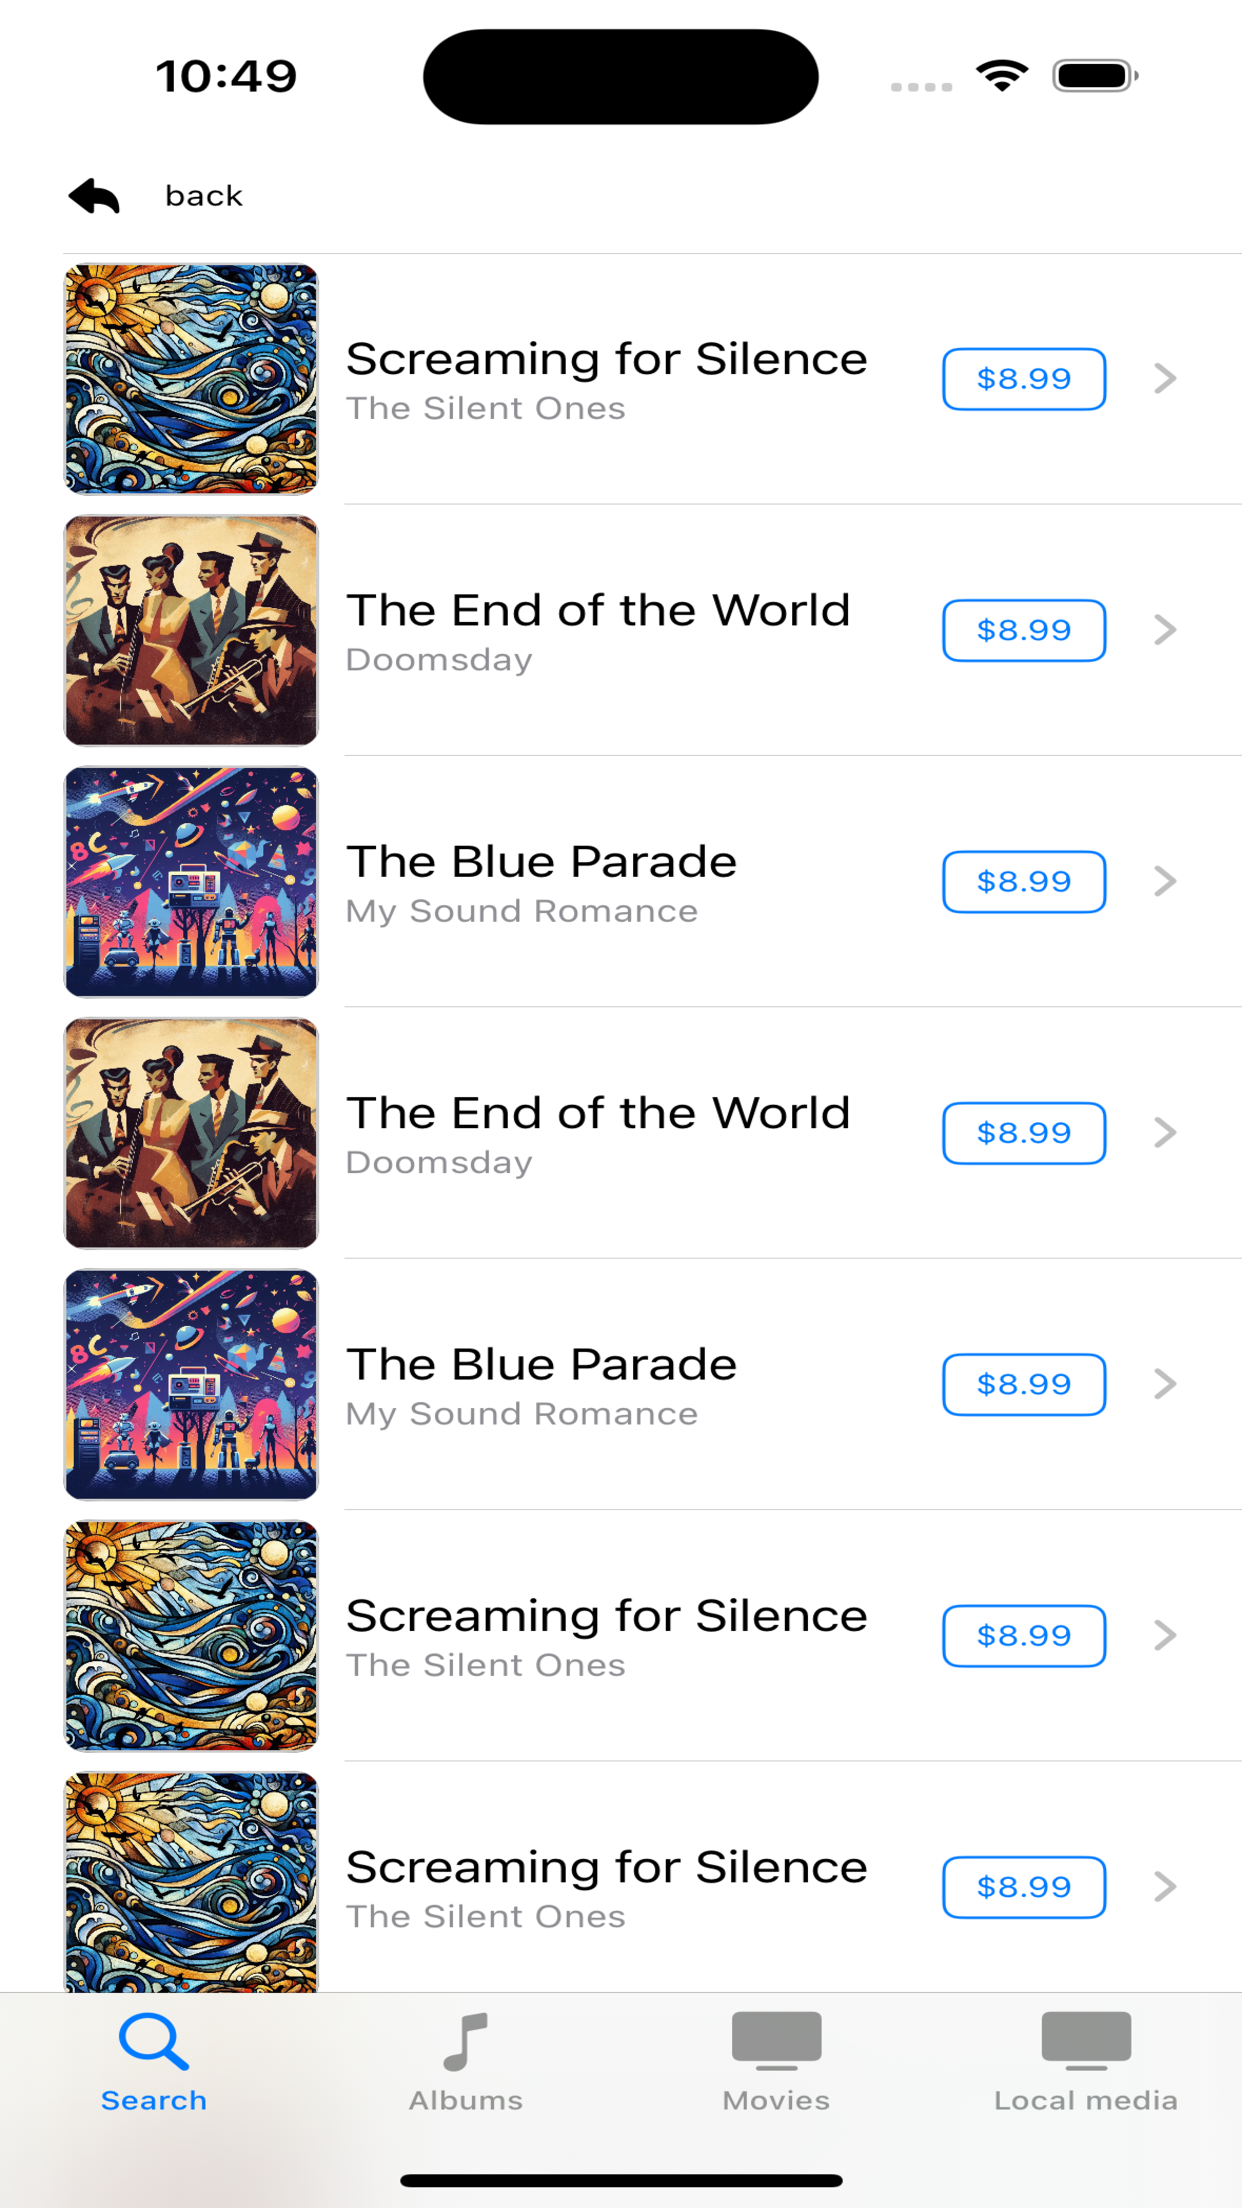 10:49
back
Screaming for Silence
The Silent Ones
$8.99
The End of the World
Doomsday
$8.99
The Blue Parade
My Sound Romance
$8.99
The End of the World
Doomsday
$8.99
The Blue Parade
My Sound Romance
$8.99
Screaming for Silence
The Silent Ones
$8.99
Screaming for Silence
The Silent Ones
$8.99
Search
Albums
Movies
Local media